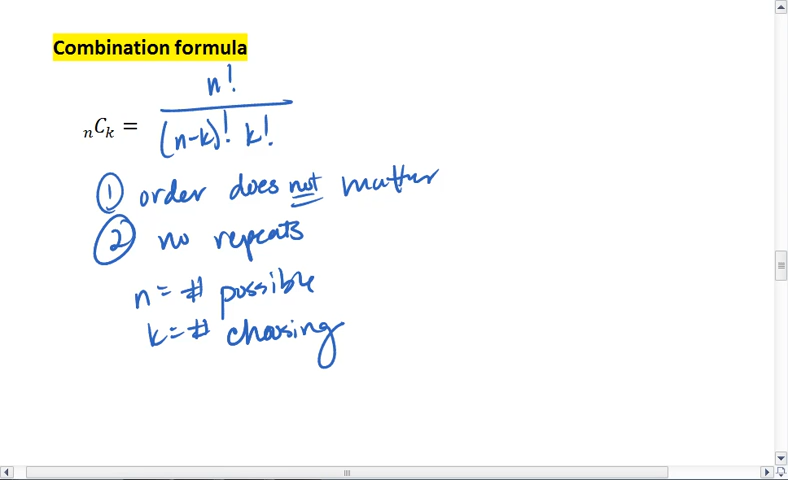 Combination formula
nCk = n! / (n-k)! k!
① order does not matter
② no repeats
n = # possible
k = # choosing